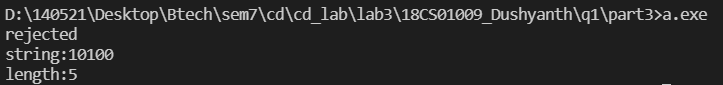 D:\140521\Desktop\Btech\sem7\cd\cd_lab\lab3\18CS01009_Dushyanth\q1\part3>a.exe
rejected
string:10100
length:5